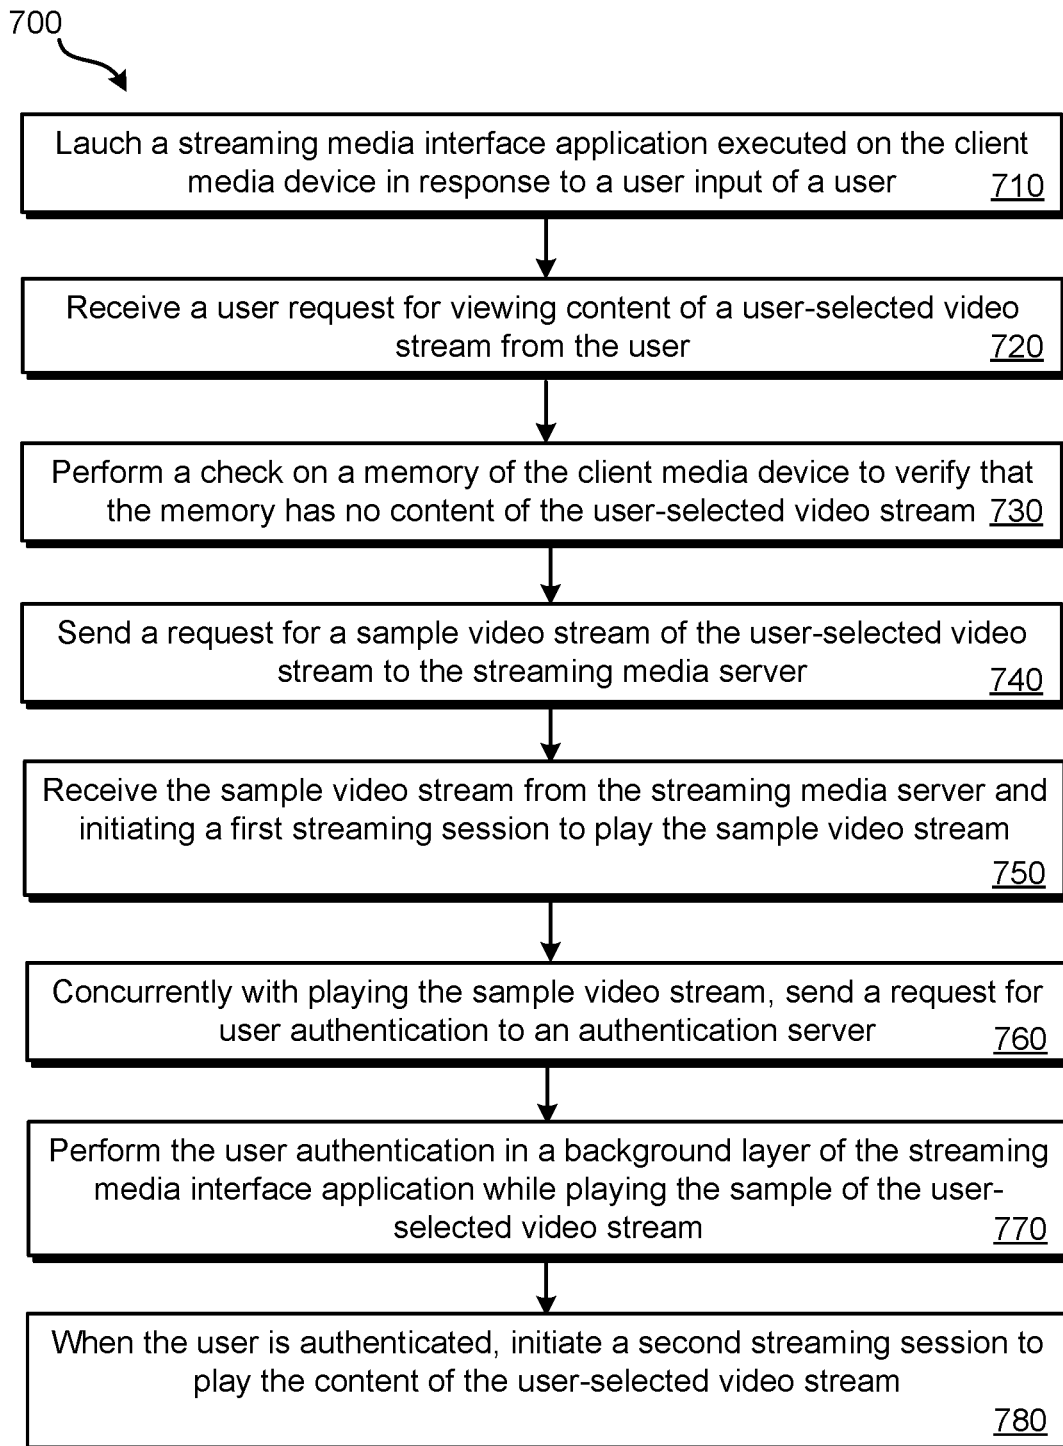 700
Lauch a streaming media interface application executed on the client
media device in response to a user input of a user 710
Receive a user request for viewing content of a user-selected video
stream from the user 720
Perform a check on a memory of the client media device to verify that
the memory has no content of the user-selected video stream 730
Send a request for a sample video stream of the user-selected video
stream to the streaming media server 740
Receive the sample video stream from the streaming media server and
initiating a first streaming session to play the sample video stream
750
Concurrently with playing the sample video stream, send a request for
user authentication to an authentication server 760
Perform the user authentication in a background layer of the streaming
media interface application while playing the sample of the user-
selected video stream 770
When the user is authenticated, initiate a second streaming session to
play the content of the user-selected video stream
780